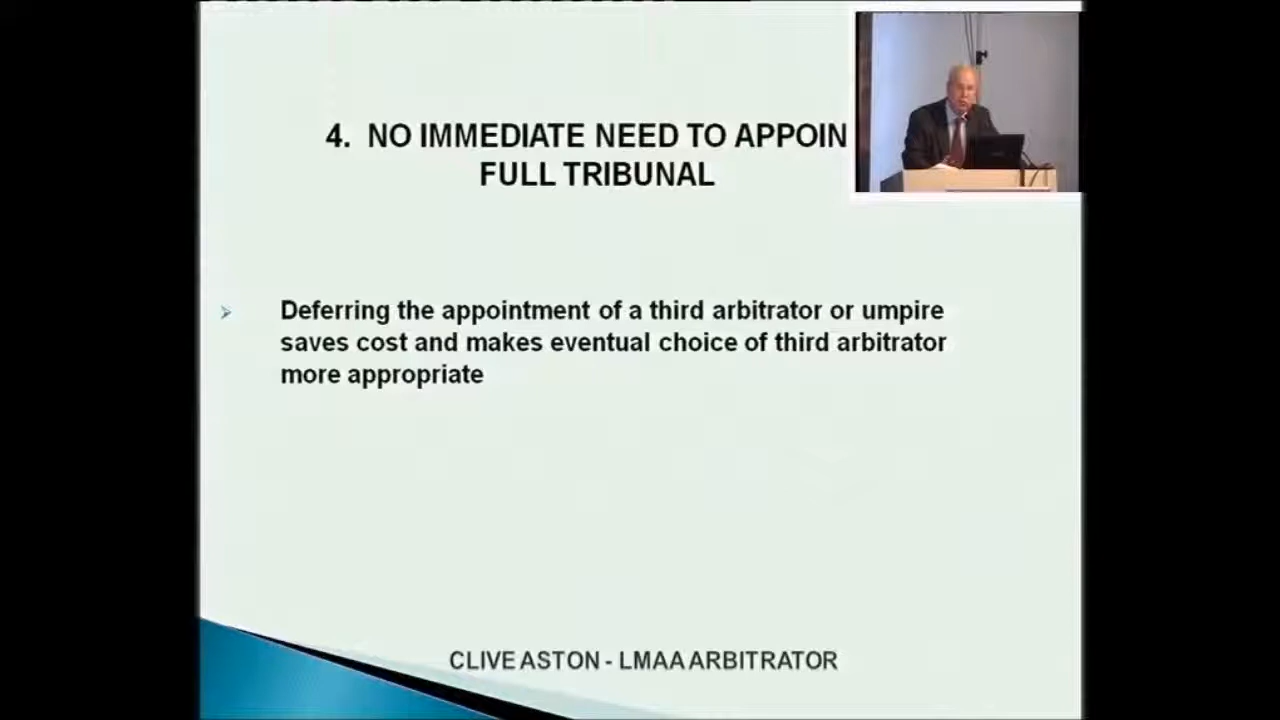 4. NO IMMEDIATE NEED TO APPOIN
FULL TRIBUNAL
Deferring the appointment of a third arbitrator or umpire
saves cost and makes eventual choice of third arbitrator
more appropriate
CLIVE ASTON - LMAA ARBITRATOR